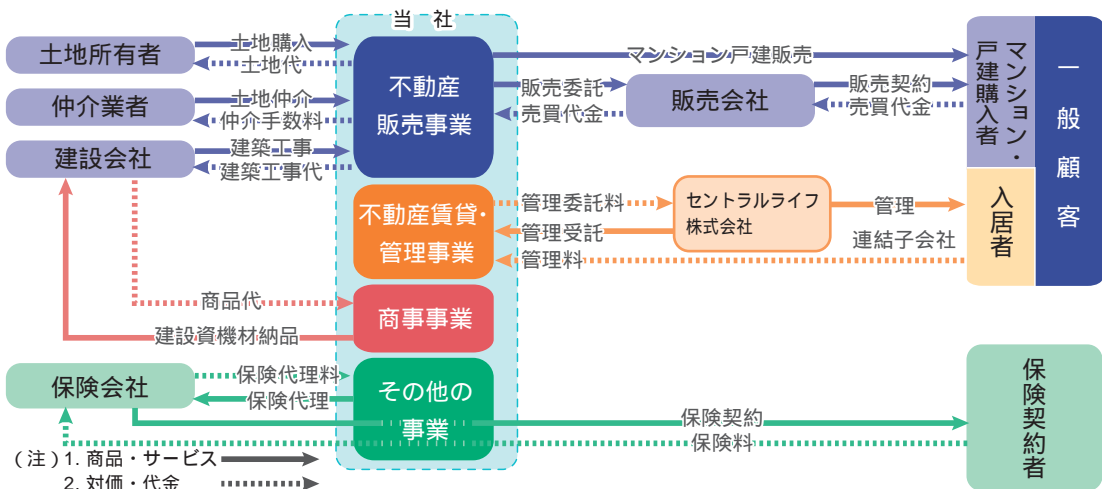 当 社
土地所有者
土地購入
土地代
仲介業者
土地仲介
仲介手数料
建設会社
建築工事
建築工事代
不動産
販売事業
マンション戸建販売
販売委託
売買代金
販売会社
販売契約
売買代金
マンション・
戸建購入者
一般顧客
不動産賃貸・
管理事業
管理委託料
管理受託
管理料
セントラルライフ
株式会社
連結子会社
管理
入居者
商品代
建設資機材納品
商事事業
保険会社
保険代理料
保険代理
その他の
事業
保険契約
保険料
保険契約者
(注)1. 商品・サービス
2. 対価・代金